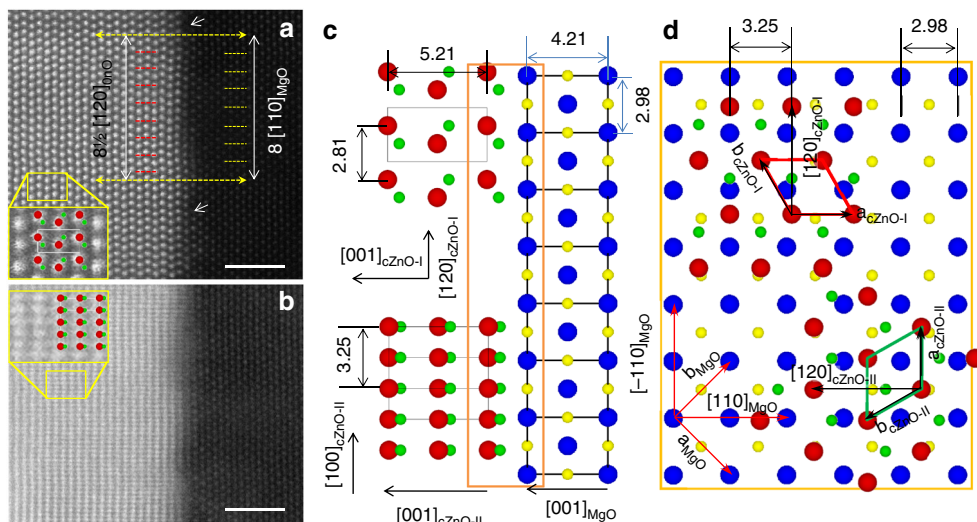 a
8½ [120]ZnO
8 [110]MgO
b
c
5.21
4.21
2.98
2.81
[001]cZnO-I
[120]cZnO-I
3.25
[100]cZnO-II
[001]cZnO-II
[001]MgO
d
3.25
2.98
[120]cZnO-I
bcZnO-I
acZnO-I
[−110]MgO
bMgO
[110]MgO
aMgO
[120]cZnO-II
acZnO-II
bcZnO-II